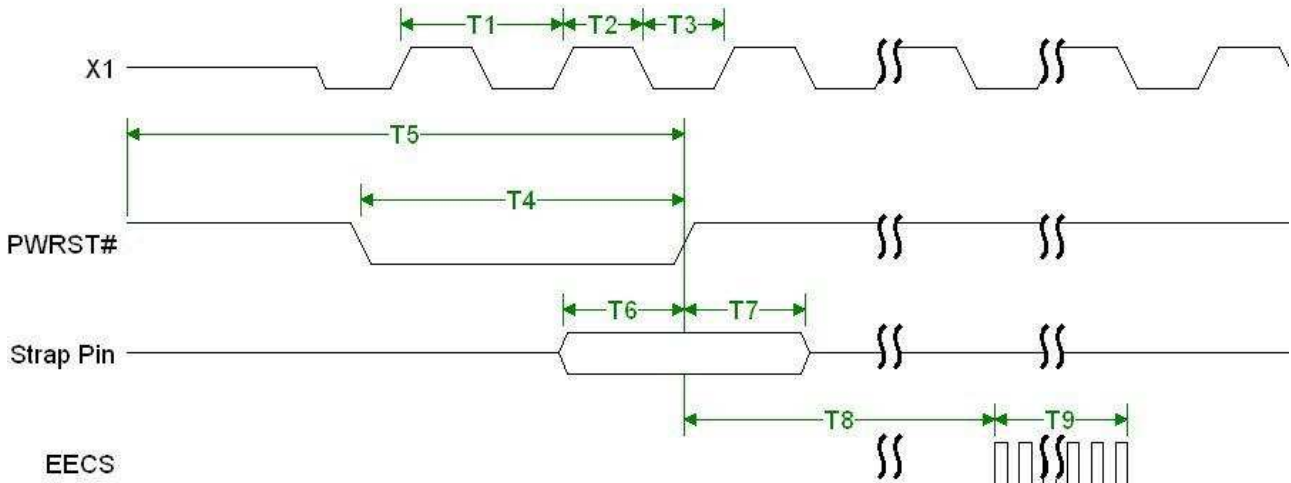 T1 T2 T3
X1
T5
T4
PWRST#
T6 T7
Strap Pin
T8 T9
EECS